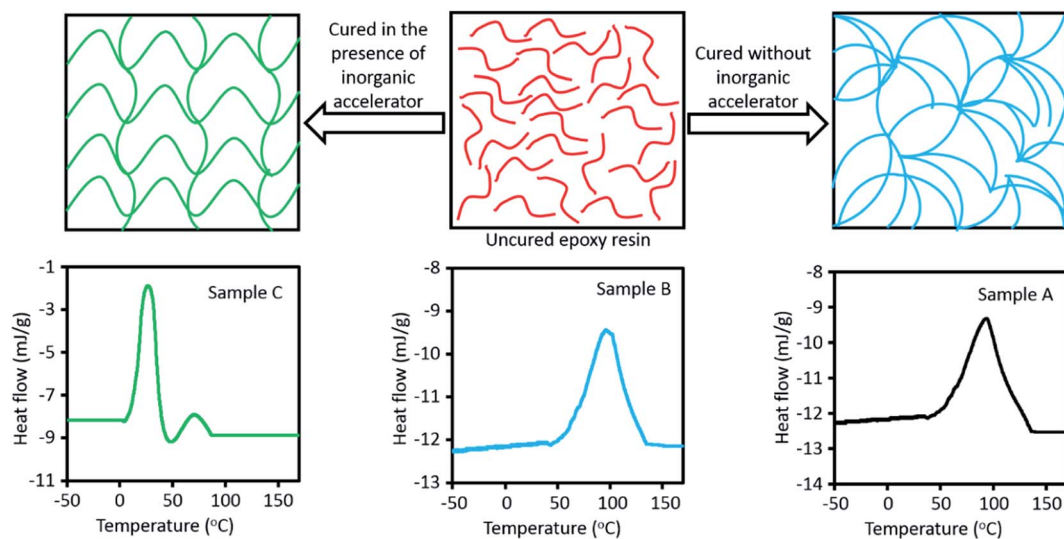 Cured in the
presence of
inorganic
accelerator
Cured without
inorganic
accelerator
Uncured epoxy resin
Sample C
Heat flow (mJ/g)
-1
-3
-5
-8
-9
-11
-50 0 50 100 150
Temperature (°C)
Sample B
Heat flow (mJ/g)
-8
-9
-10
-11
-12
-13
-50 0 50 100 150
Temperature (°C)
Sample A
Heat flow (mJ/g)
-8
-9
-10
-11
-12
-13
-14
-50 0 50 100 150
Temperature (°C)